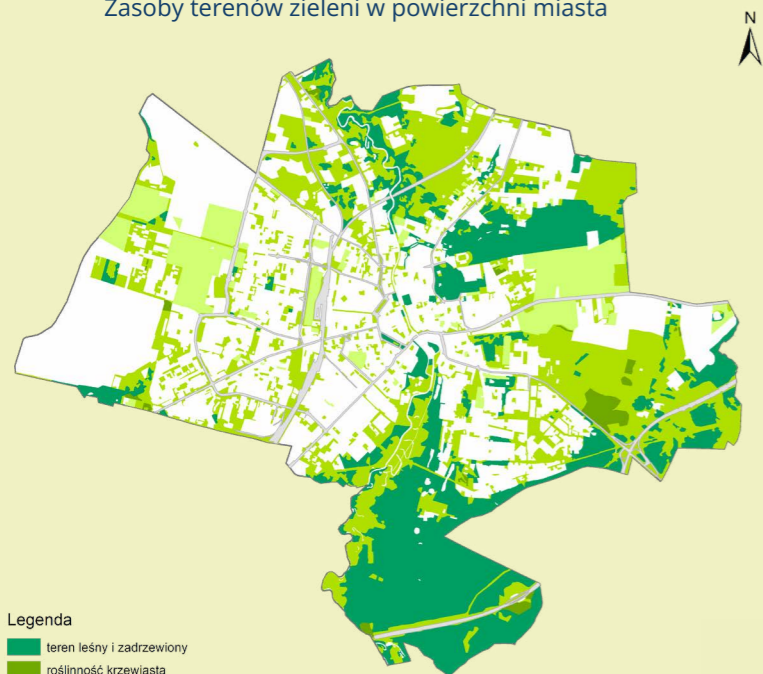 Zasoby terenów zieleni w powierzchni miasta
N
Legenda
teren leśny i zadrzewiony
roślinność krzewiasta